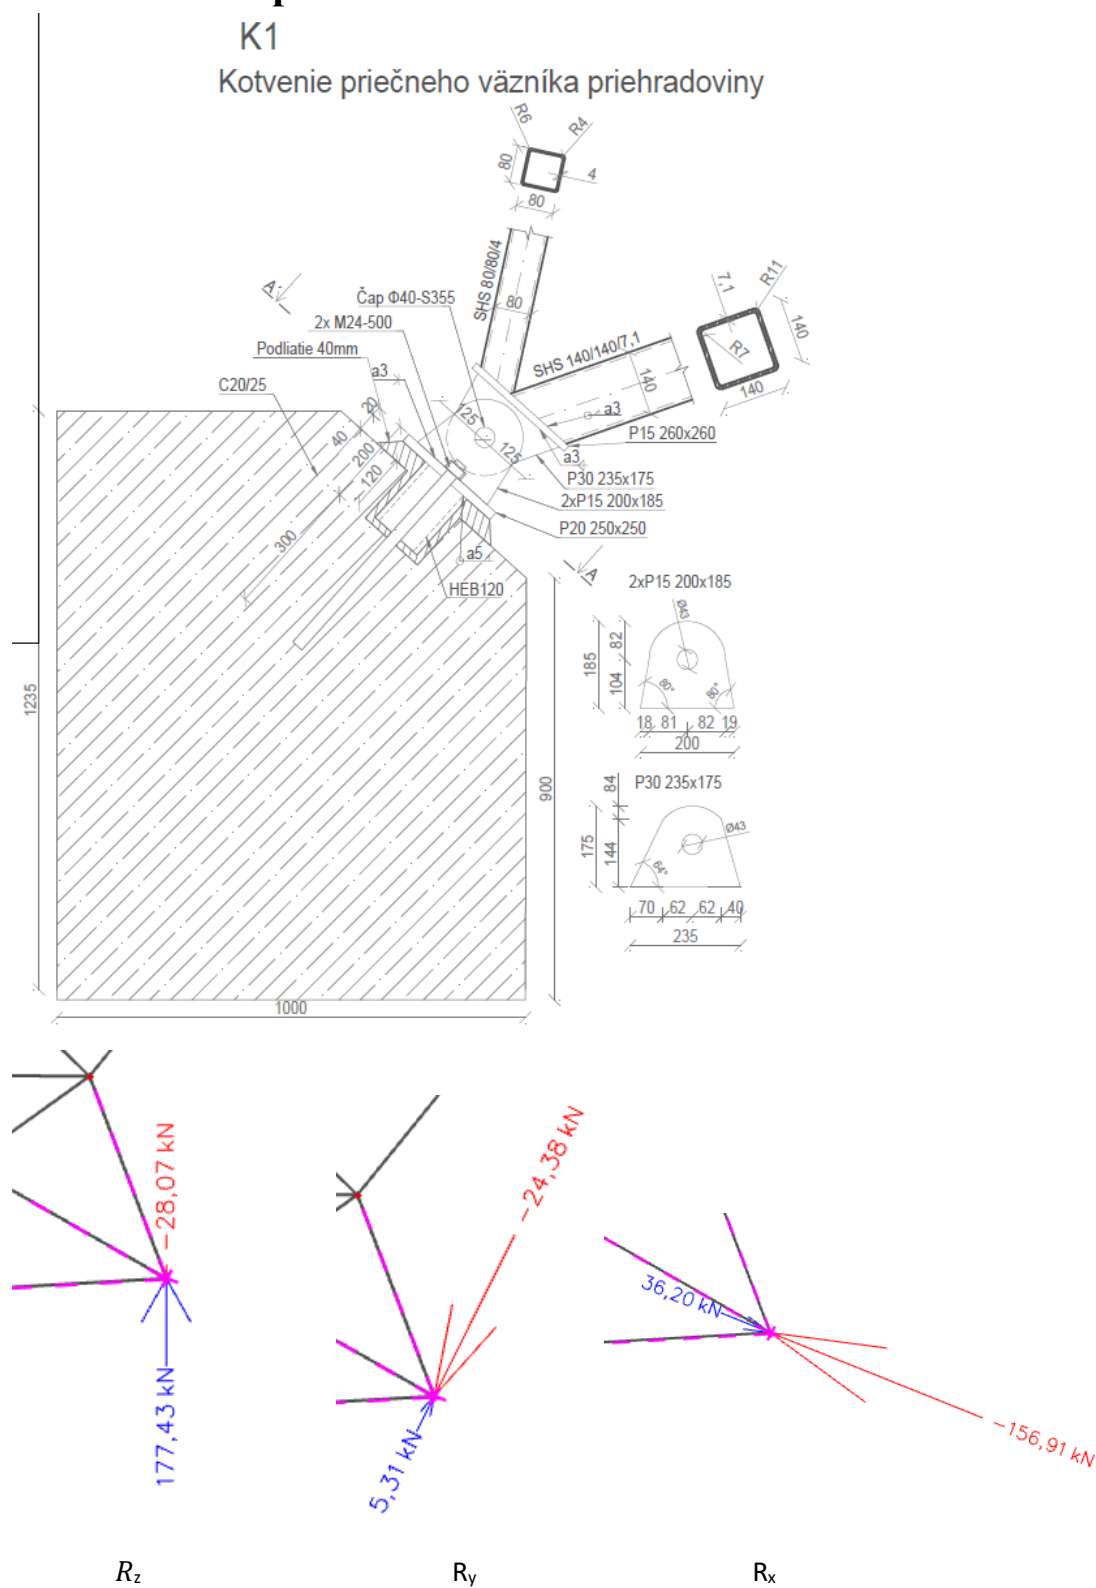 K1
Kotvenie priečneho väzníka priehradoviny
R6
R4
80
4
80
SHS 80/80/4
80
A
Čap Φ40-S355
2x M24-500
Podliatie 40mm
a3
C20/25
20
40
200
120
300
125
125
SHS 140/140/7,1
140
7,1
R11
R7
140
140
a3
P15 260x260
a3
P30 235x175
2xP15 200x185
P20 250x250
a5
HEB120
A
1235
900
1000
2xP15 200x185
Ø43
185
82
104
80°
80°
18 81 82 19
200
P30 235x175
84
175
144
Ø43
64°
70 62 62 40
235
-28,07 kN
177,43 kN
-24,38 kN
5,31 kN
36,20 kN
-156,91 kN
Rz Ry Rx